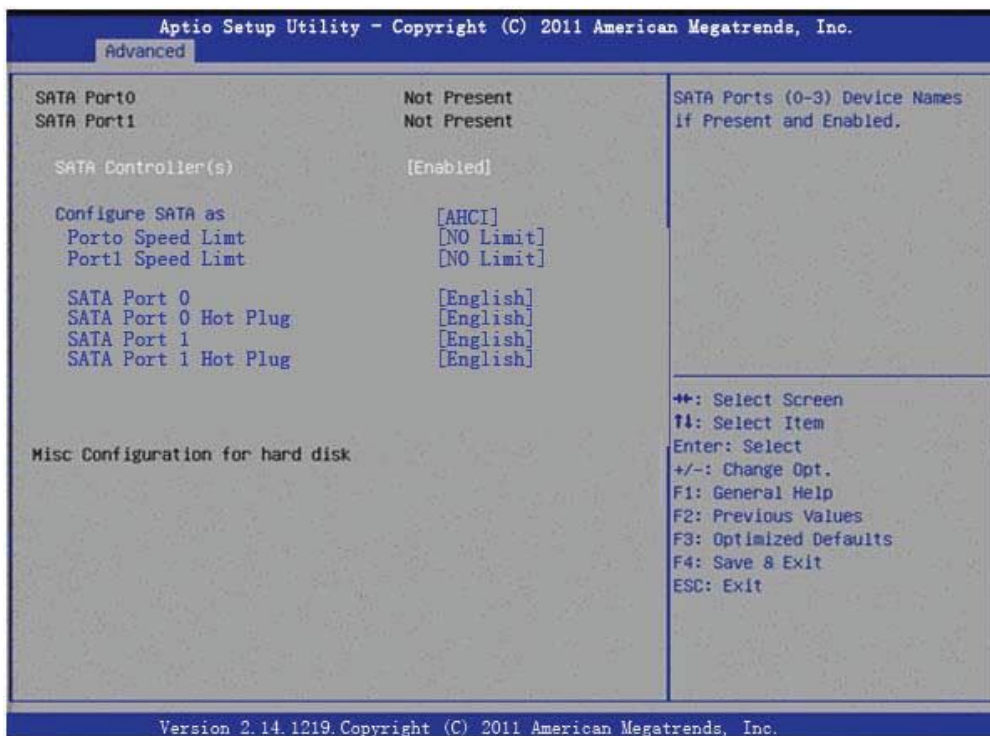 Aptio Setup Utility - Copyright (C) 2011 American Megatrends, Inc.
Advanced
SATA Port0 Not Present
SATA Port1 Not Present
SATA Controller(s) [Enabled]
Configure SATA as [AHCI]
Porto Speed Limt [NO Limit]
Port1 Speed Limt [NO Limit]
SATA Port 0 [English]
SATA Port 0 Hot Plug [English]
SATA Port 1 [English]
SATA Port 1 Hot Plug [English]
Misc Configuration for hard disk
SATA Ports (0-3) Device Names
if Present and Enabled.
→←: Select Screen
↑↓: Select Item
Enter: Select
+/-: Change Opt.
F1: General Help
F2: Previous Values
F3: Optimized Defaults
F4: Save & Exit
ESC: Exit
Version 2.14.1219.Copyright (C) 2011 American Megatrends, Inc.